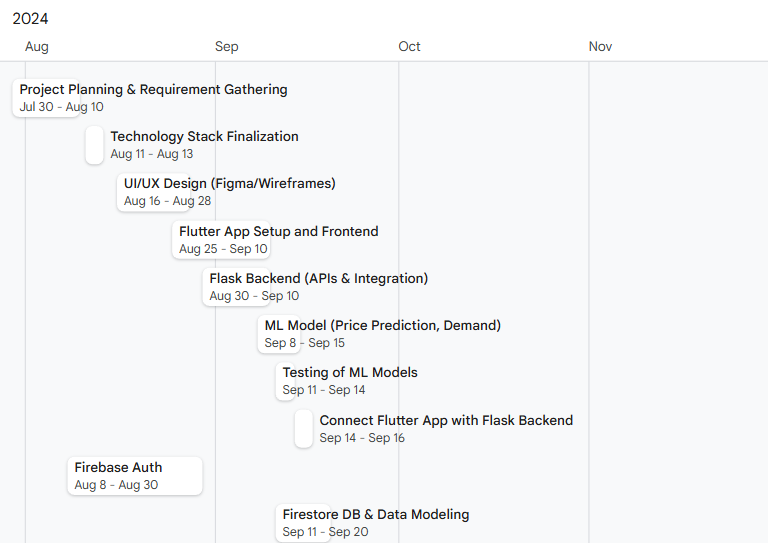 2024
Aug Sep Oct Nov
Project Planning & Requirement Gathering
Jul 30 - Aug 10
Technology Stack Finalization
Aug 11 - Aug 13
UI/UX Design (Figma/Wireframes)
Aug 16 - Aug 28
Flutter App Setup and Frontend
Aug 25 - Sep 10
Flask Backend (APIs & Integration)
Aug 30 - Sep 10
ML Model (Price Prediction, Demand)
Sep 8 - Sep 15
Testing of ML Models
Sep 11 - Sep 14
Connect Flutter App with Flask Backend
Sep 14 - Sep 16
Firebase Auth
Aug 8 - Aug 30
Firestore DB & Data Modeling
Sep 11 - Sep 20